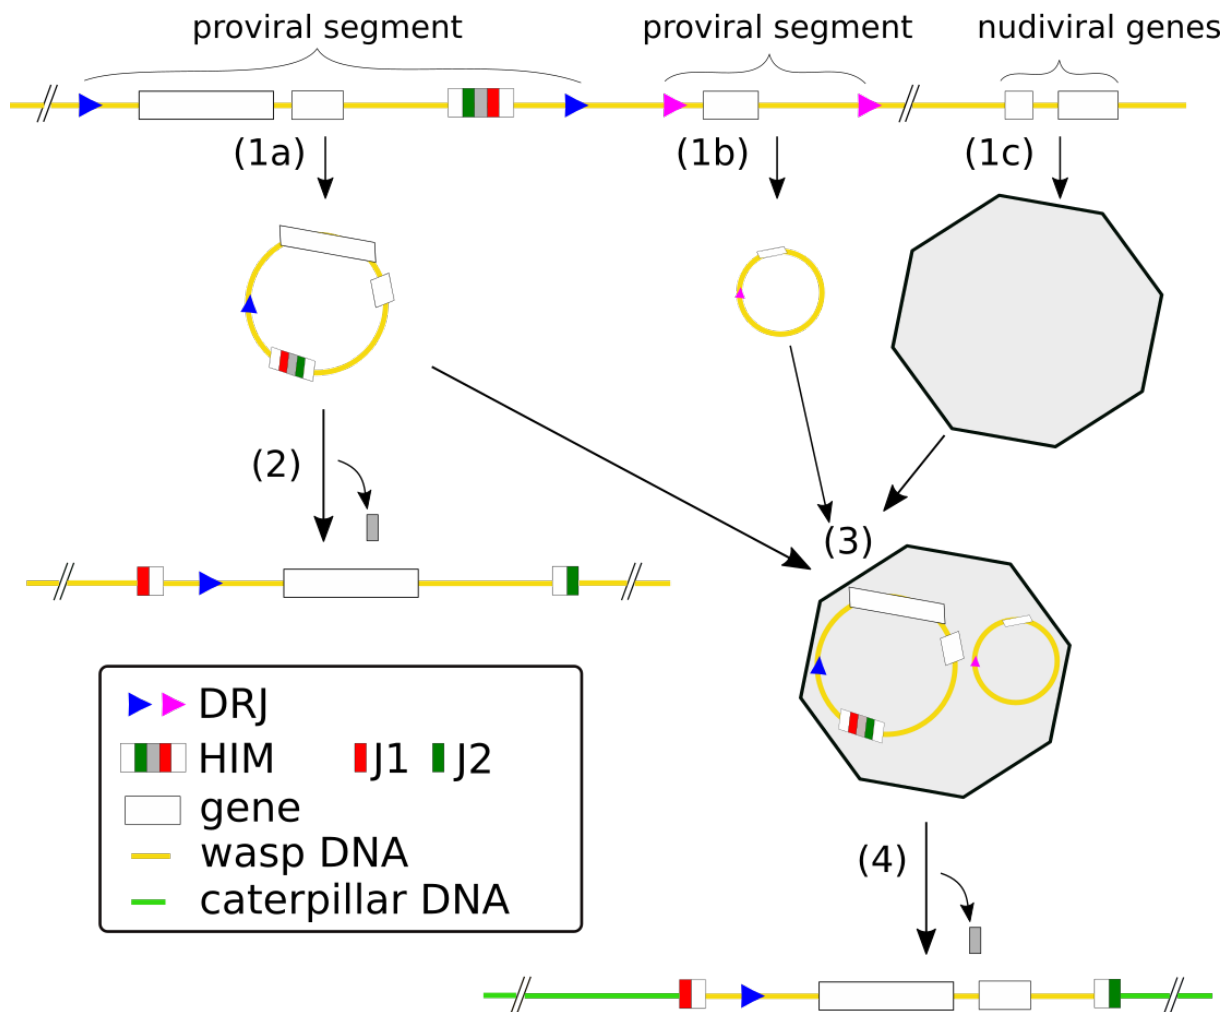 proviral segment proviral segment nudiviral genes
(1a) (1b) (1c)
(2)
(3)
DRJ
HIM J1 J2
gene
wasp DNA
caterpillar DNA
(4)